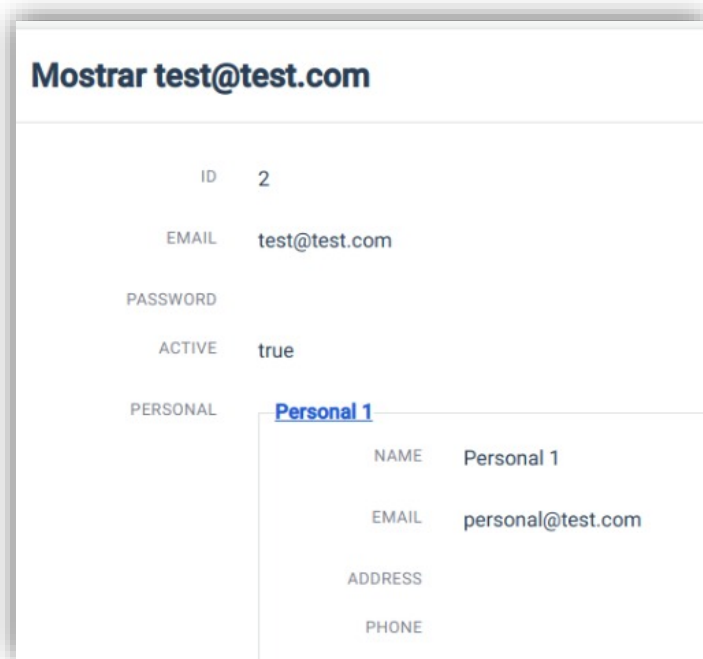 Mostrar test@test.com
ID 2
EMAIL test@test.com
PASSWORD
ACTIVE true
PERSONAL Personal 1
NAME Personal 1
EMAIL personal@test.com
ADDRESS
PHONE